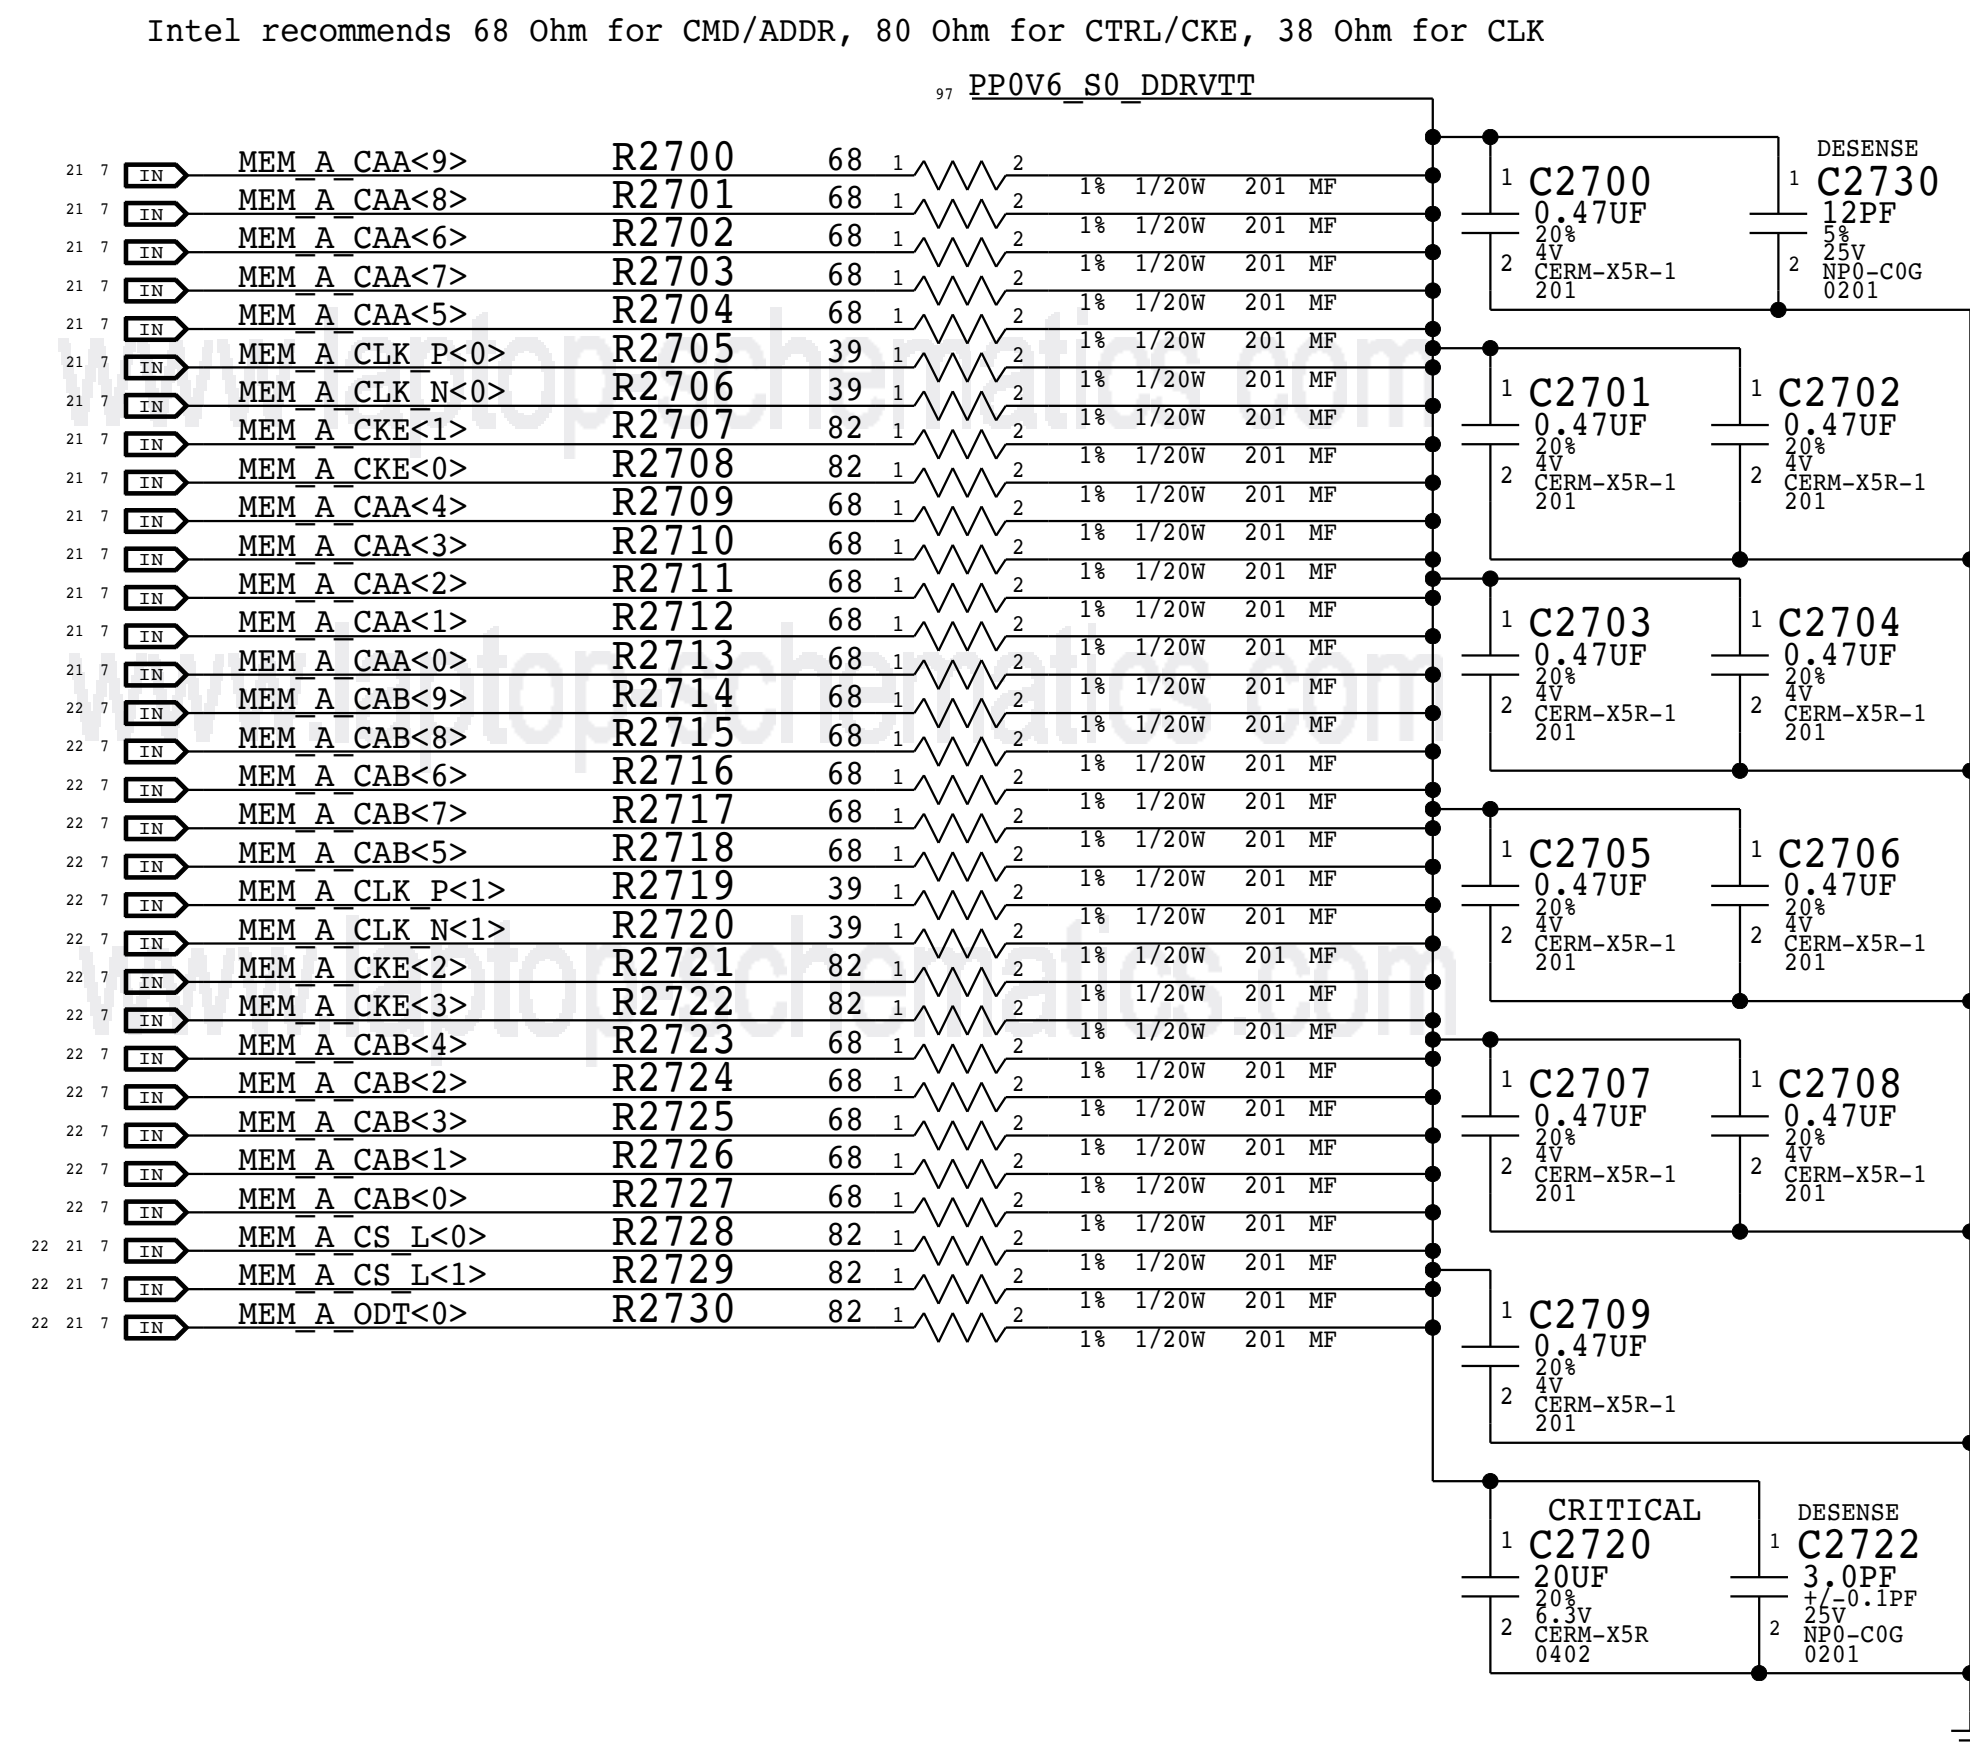 Intel recommends 68 Ohm for CMD/ADDR, 80 Ohm for CTRL/CKE, 38 Ohm for CLK
97 PP0V6_S0_DDRVTT
21 7 IN MEM_A_CAA<9> R2700 68 1 2 1% 1/20W 201 MF
21 7 IN MEM_A_CAA<8> R2701 68 1 2 1% 1/20W 201 MF
21 7 IN MEM_A_CAA<6> R2702 68 1 2 1% 1/20W 201 MF
21 7 IN MEM_A_CAA<7> R2703 68 1 2 1% 1/20W 201 MF
21 7 IN MEM_A_CAA<5> R2704 68 1 2 1% 1/20W 201 MF
21 7 IN MEM_A_CLK_P<0> R2705 39 1 2 1% 1/20W 201 MF
21 7 IN MEM_A_CLK_N<0> R2706 39 1 2 1% 1/20W 201 MF
21 7 IN MEM_A_CKE<1> R2707 82 1 2 1% 1/20W 201 MF
21 7 IN MEM_A_CKE<0> R2708 82 1 2 1% 1/20W 201 MF
21 7 IN MEM_A_CAA<4> R2709 68 1 2 1% 1/20W 201 MF
21 7 IN MEM_A_CAA<3> R2710 68 1 2 1% 1/20W 201 MF
21 7 IN MEM_A_CAA<2> R2711 68 1 2 1% 1/20W 201 MF
21 7 IN MEM_A_CAA<1> R2712 68 1 2 1% 1/20W 201 MF
21 7 IN MEM_A_CAA<0> R2713 68 1 2 1% 1/20W 201 MF
22 7 IN MEM_A_CAB<9> R2714 68 1 2 1% 1/20W 201 MF
22 7 IN MEM_A_CAB<8> R2715 68 1 2 1% 1/20W 201 MF
22 7 IN MEM_A_CAB<6> R2716 68 1 2 1% 1/20W 201 MF
22 7 IN MEM_A_CAB<7> R2717 68 1 2 1% 1/20W 201 MF
22 7 IN MEM_A_CAB<5> R2718 68 1 2 1% 1/20W 201 MF
22 7 IN MEM_A_CLK_P<1> R2719 39 1 2 1% 1/20W 201 MF
22 7 IN MEM_A_CLK_N<1> R2720 39 1 2 1% 1/20W 201 MF
22 7 IN MEM_A_CKE<2> R2721 82 1 2 1% 1/20W 201 MF
22 7 IN MEM_A_CKE<3> R2722 82 1 2 1% 1/20W 201 MF
22 7 IN MEM_A_CAB<4> R2723 68 1 2 1% 1/20W 201 MF
22 7 IN MEM_A_CAB<2> R2724 68 1 2 1% 1/20W 201 MF
22 7 IN MEM_A_CAB<3> R2725 68 1 2 1% 1/20W 201 MF
22 7 IN MEM_A_CAB<1> R2726 68 1 2 1% 1/20W 201 MF
22 7 IN MEM_A_CAB<0> R2727 68 1 2 1% 1/20W 201 MF
22 21 7 IN MEM_A_CS_L<0> R2728 82 1 2 1% 1/20W 201 MF
22 21 7 IN MEM_A_CS_L<1> R2729 82 1 2 1% 1/20W 201 MF
22 21 7 IN MEM_A_ODT<0> R2730 82 1 2 1% 1/20W 201 MF
1 C2700
0.47UF
20%
4V
2 CERM-X5R-1
201
DESENSE
1 C2730
12PF
5%
25V
2 NP0-C0G
0201
1 C2701
0.47UF
20%
4V
2 CERM-X5R-1
201
1 C2702
0.47UF
20%
4V
2 CERM-X5R-1
201
1 C2703
0.47UF
20%
4V
2 CERM-X5R-1
201
1 C2704
0.47UF
20%
4V
2 CERM-X5R-1
201
1 C2705
0.47UF
20%
4V
2 CERM-X5R-1
201
1 C2706
0.47UF
20%
4V
2 CERM-X5R-1
201
1 C2707
0.47UF
20%
4V
2 CERM-X5R-1
201
1 C2708
0.47UF
20%
4V
2 CERM-X5R-1
201
1 C2709
0.47UF
20%
4V
2 CERM-X5R-1
201
CRITICAL
1 C2720
20UF
20%
6.3V
2 CERM-X5R
0402
DESENSE
1 C2722
3.0PF
+/-0.1PF
25V
2 NP0-C0G
0201
www.laptop-schematics.com
www.laptop-schematics.com
www.laptop-schematics.com